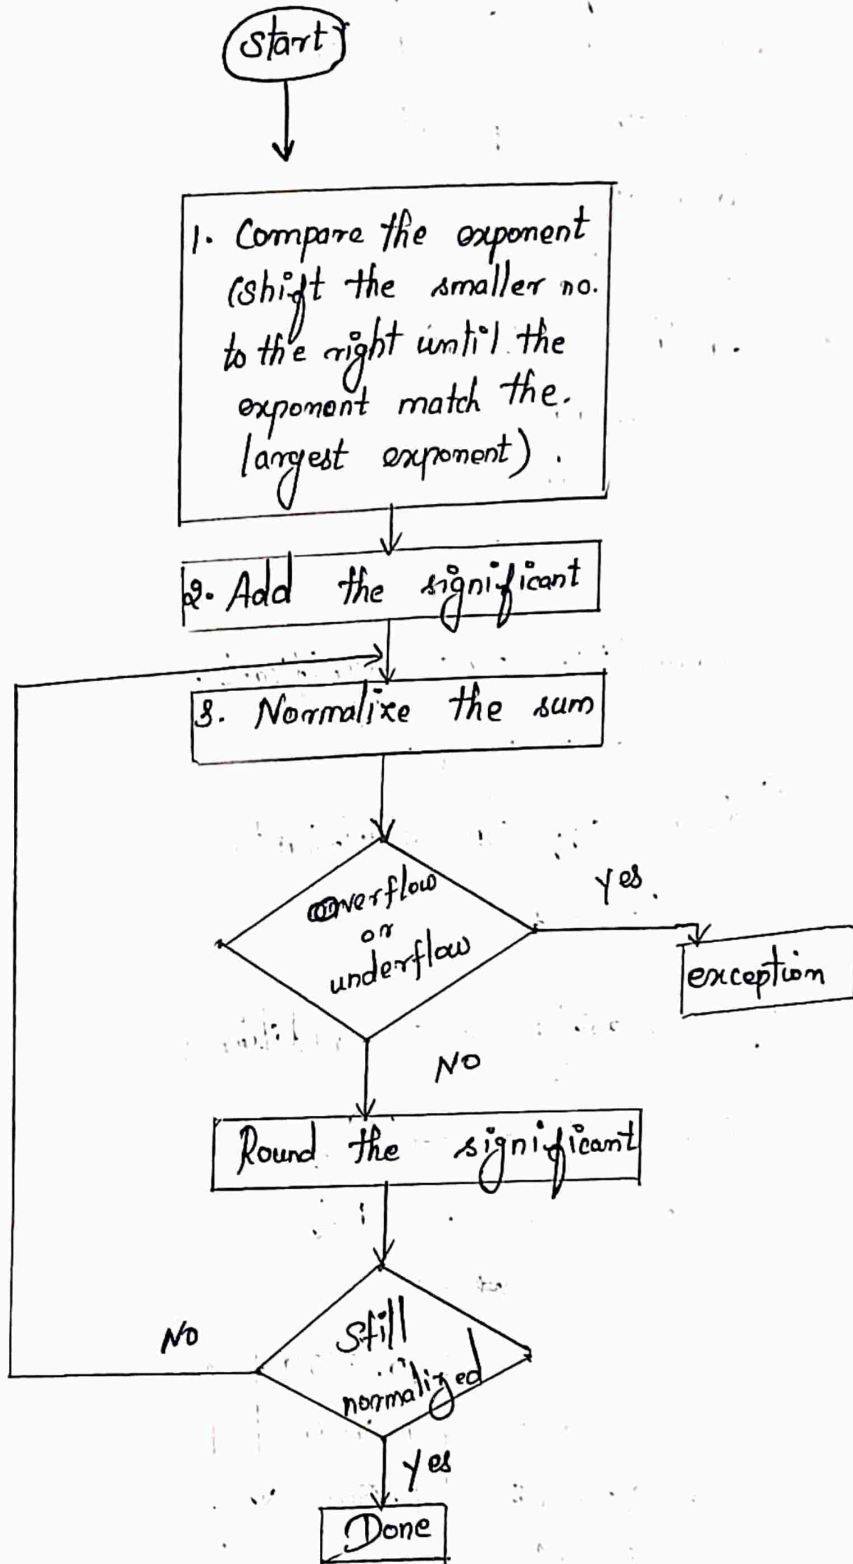 Start
1. Compare the exponent
(shift the smaller no.
to the right until the
exponent match the
largest exponent).
2. Add the significant
3. Normalize the sum
overflow
or
underflow
yes
exception
NO
Round the significant
Still
normalized
NO
yes
Done